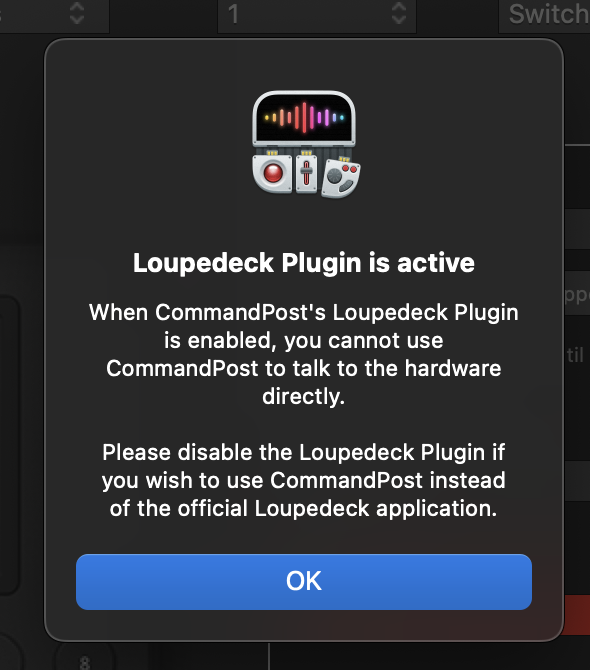 1
Switch
Loupedeck Plugin is active
When CommandPost's Loupedeck Plugin
is enabled, you cannot use
CommandPost to talk to the hardware
directly.
Please disable the Loupedeck Plugin if
you wish to use CommandPost instead
of the official Loupedeck application.
OK
8